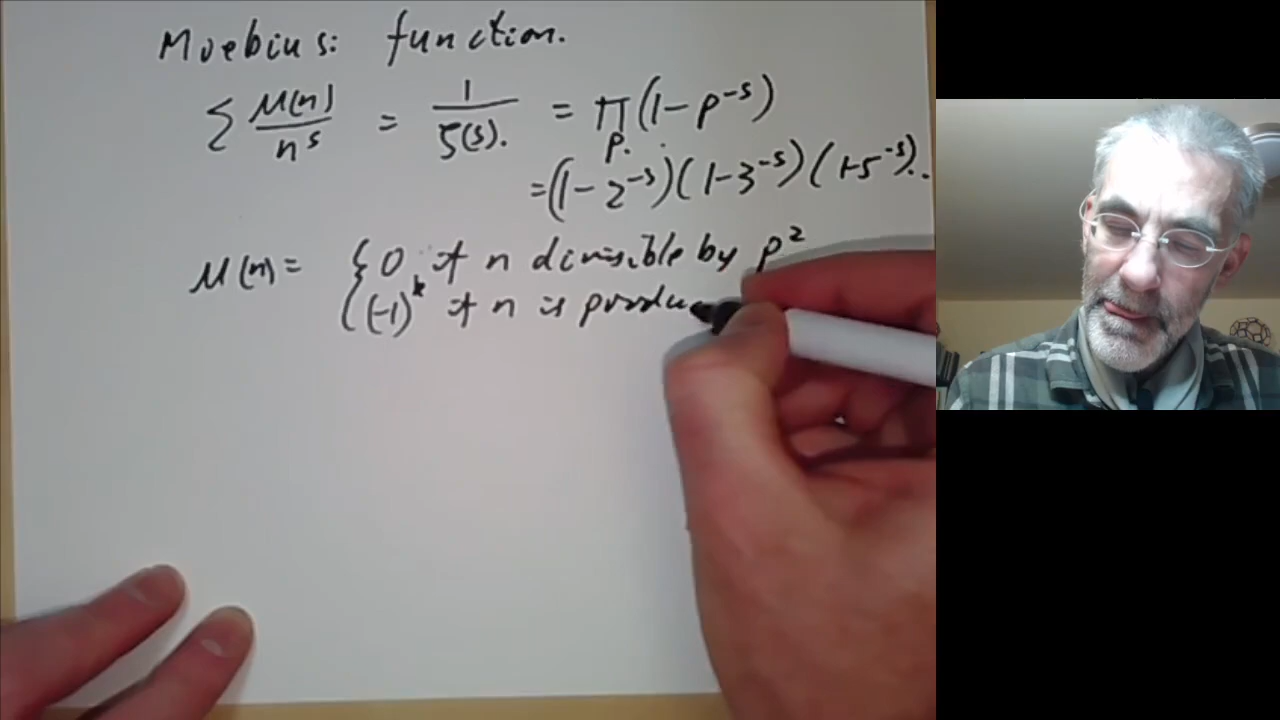 Moebius: function.
Σ μ(n)/n^s = 1/ζ(s). = ∏_p. (1 - p^-s)
= (1 - 2^-s)(1 - 3^-s)(1-5^-s)..
μ(n) = { 0 if n divisible by p^2
(-1)^k if n is produ